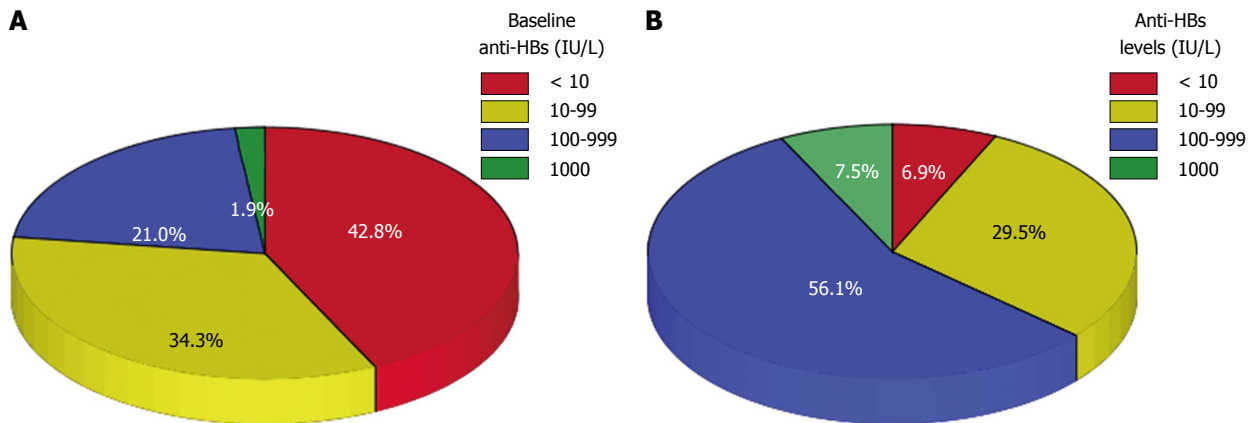 A
Baseline
anti-HBs (IU/L)
< 10
10-99
100-999
1000
1.9%
42.8%
21.0%
34.3%
B
Anti-HBs
levels (IU/L)
< 10
10-99
100-999
1000
7.5%
6.9%
29.5%
56.1%